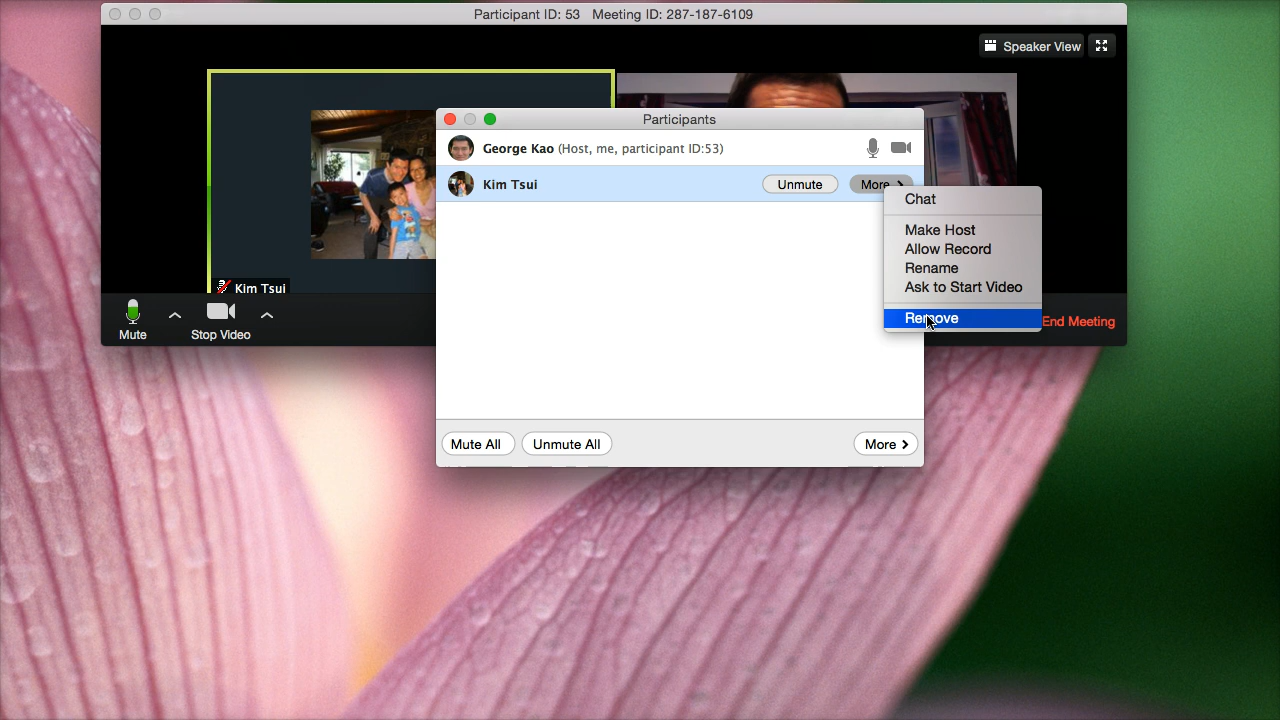 Participant ID: 53 Meeting ID: 287-187-6109
Speaker View
Participants
George Kao (Host, me, participant ID:53)
Kim Tsui
Unmute
More
Chat
Make Host
Allow Record
Rename
Ask to Start Video
Remove
Kim Tsui
Mute
Stop Video
End Meeting
Mute All
Unmute All
More